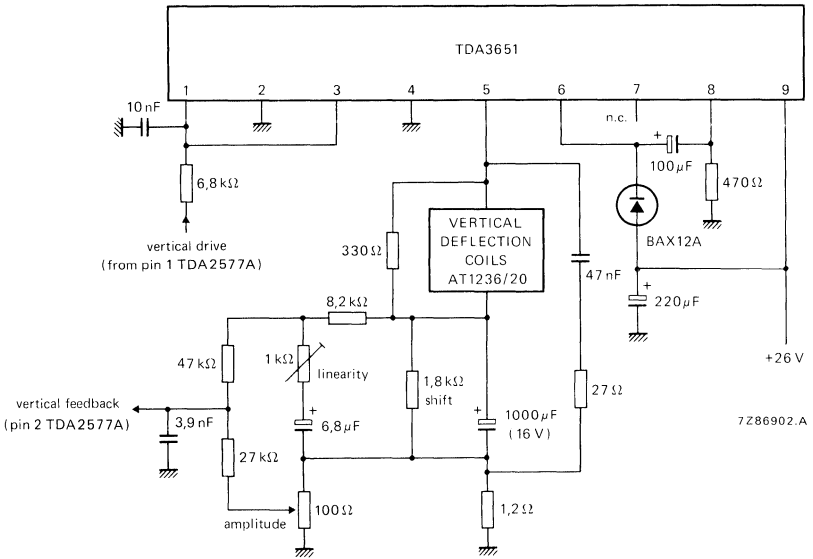 TDA3651
1 2 3 4 5 6 7 8 9
10 nF
n.c.
+
100 µF
6,8 kΩ
470 Ω
vertical drive
(from pin 1 TDA2577A)
VERTICAL
DEFLECTION
COILS
AT1236/20
330 Ω
BAX12A
47 nF
+
220 µF
8,2 kΩ
+26 V
47 kΩ
1 kΩ
linearity
1,8 kΩ
shift
27 Ω
vertical feedback
(pin 2 TDA2577A)
3,9 nF
+
6,8 µF
+
1000 µF
(16 V)
7Z86902.A
27 kΩ
amplitude
100 Ω
1,2 Ω